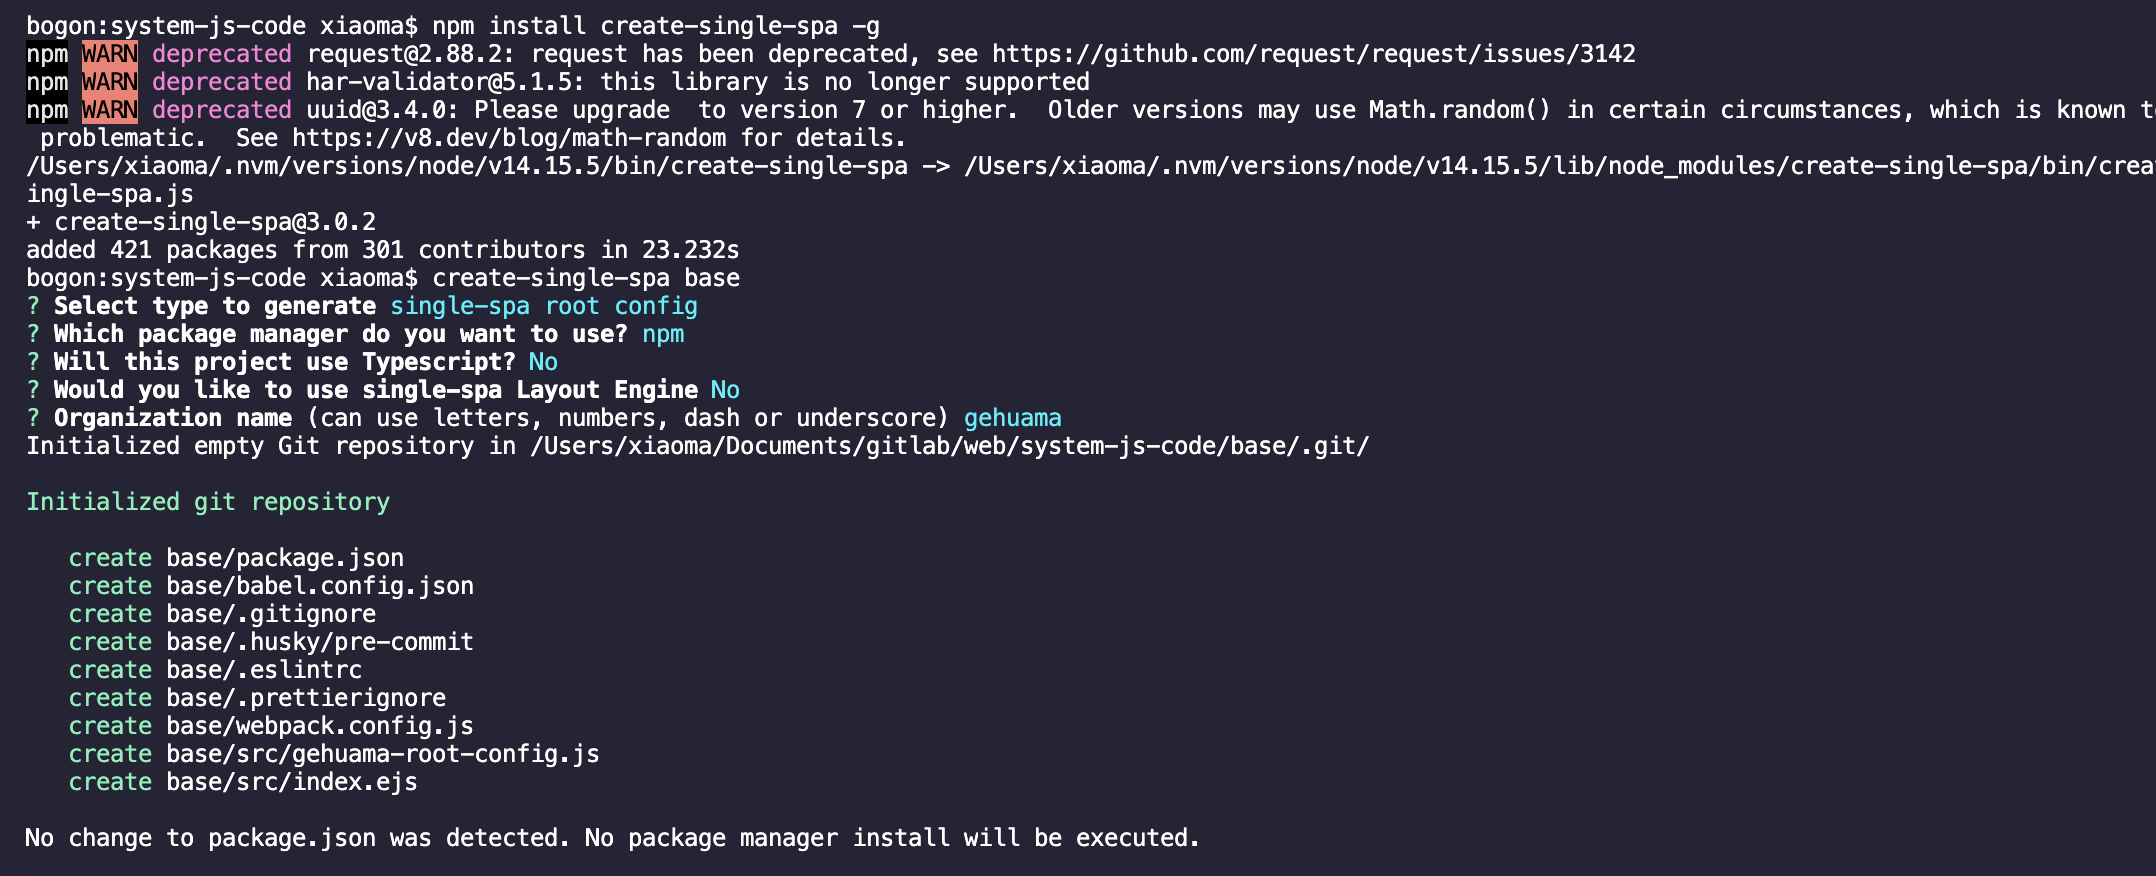 bogon:system-js-code xiaoma$ npm install create-single-spa -g
npm WARN deprecated request@2.88.2: request has been deprecated, see https://github.com/request/request/issues/3142
npm WARN deprecated har-validator@5.1.5: this library is no longer supported
npm WARN deprecated uuid@3.4.0: Please upgrade  to version 7 or higher.  Older versions may use Math.random() in certain circumstances, which is known
problematic.  See https://v8.dev/blog/math-random for details.
/Users/xiaoma/.nvm/versions/node/v14.15.5/bin/create-single-spa -> /Users/xiaoma/.nvm/versions/node/v14.15.5/lib/node_modules/create-single-spa/bin/crea
ingle-spa.js
+ create-single-spa@3.0.2
added 421 packages from 301 contributors in 23.232s
bogon:system-js-code xiaoma$ create-single-spa base
? Select type to generate single-spa root config
? Which package manager do you want to use? npm
? Will this project use Typescript? No
? Would you like to use single-spa Layout Engine No
? Organization name (can use letters, numbers, dash or underscore) gehuama
Initialized empty Git repository in /Users/xiaoma/Documents/gitlab/web/system-js-code/base/.git/
Initialized git repository
create base/package.json
create base/babel.config.json
create base/.gitignore
create base/.husky/pre-commit
create base/.eslintrc
create base/.prettierignore
create base/webpack.config.js
create base/src/gehuama-root-config.js
create base/src/index.ejs
No change to package.json was detected. No package manager install will be executed.